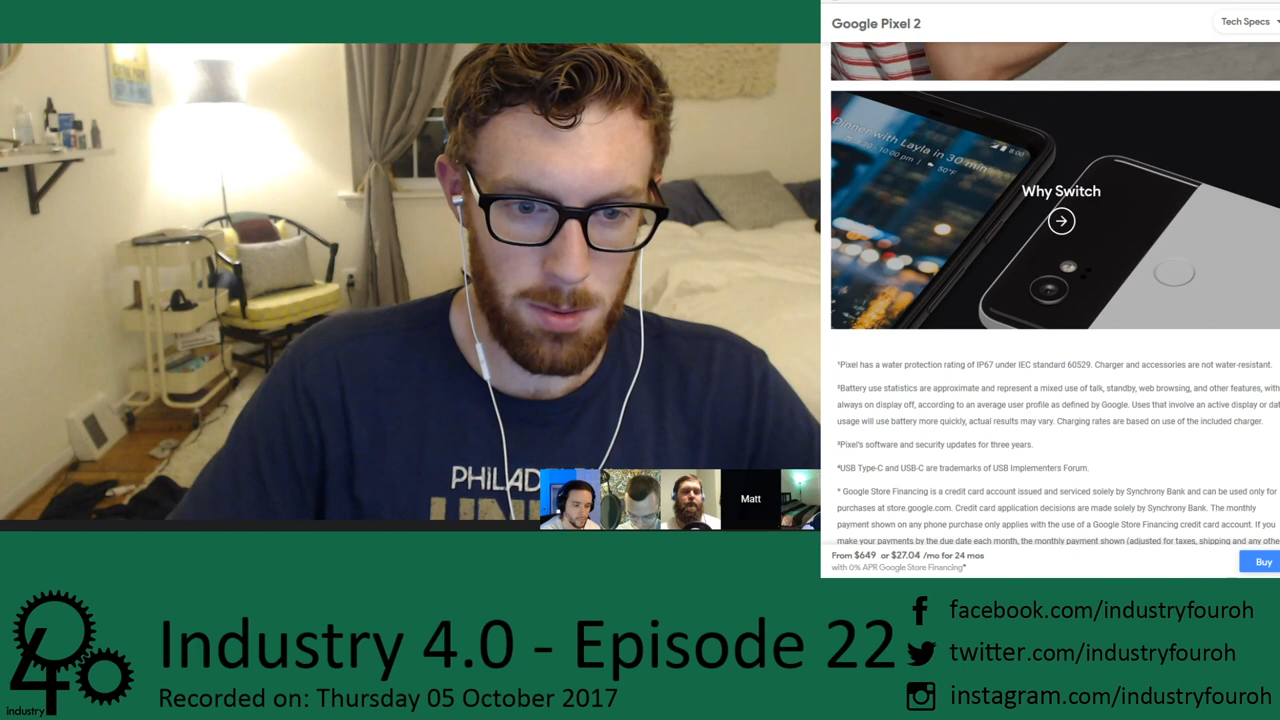 Google Pixel 2
Tech Specs
Dinner with Layla in 30 min
10:00 pm | 50°F
8:00
Why Switch
¹Pixel has a water protection rating of IP67 under IEC standard 60529. Charger and accessories are not water-resistant.
²Battery use statistics are approximate and represent a mixed use of talk, standby, web browsing, and other features, with
always on display off, according to an average user profile as defined by Google. Uses that involve an active display or dat
usage will use battery more quickly, actual results may vary. Charging rates are based on use of the included charger.
³Pixel's software and security updates for three years.
⁴USB Type-C and USB-C are trademarks of USB Implementers Forum.
* Google Store Financing is a credit card account issued and serviced solely by Synchrony Bank and can be used only for
purchases at store.google.com. Credit card application decisions are made solely by Synchrony Bank. The monthly
payment shown on any phone purchase only applies with the use of a Google Store Financing credit card account. If you
make your payments by the due date each month, the monthly payment shown (adjusted for taxes, shipping and any othe
From $649 or $27.04 /mo for 24 mos
with 0% APR Google Store Financing*
Buy
PHILAD
UNI
Matt
industry
4.0
Industry 4.0 - Episode 22
Recorded on: Thursday 05 October 2017
facebook.com/industryfouroh
twitter.com/industryfouroh
instagram.com/industryfouroh